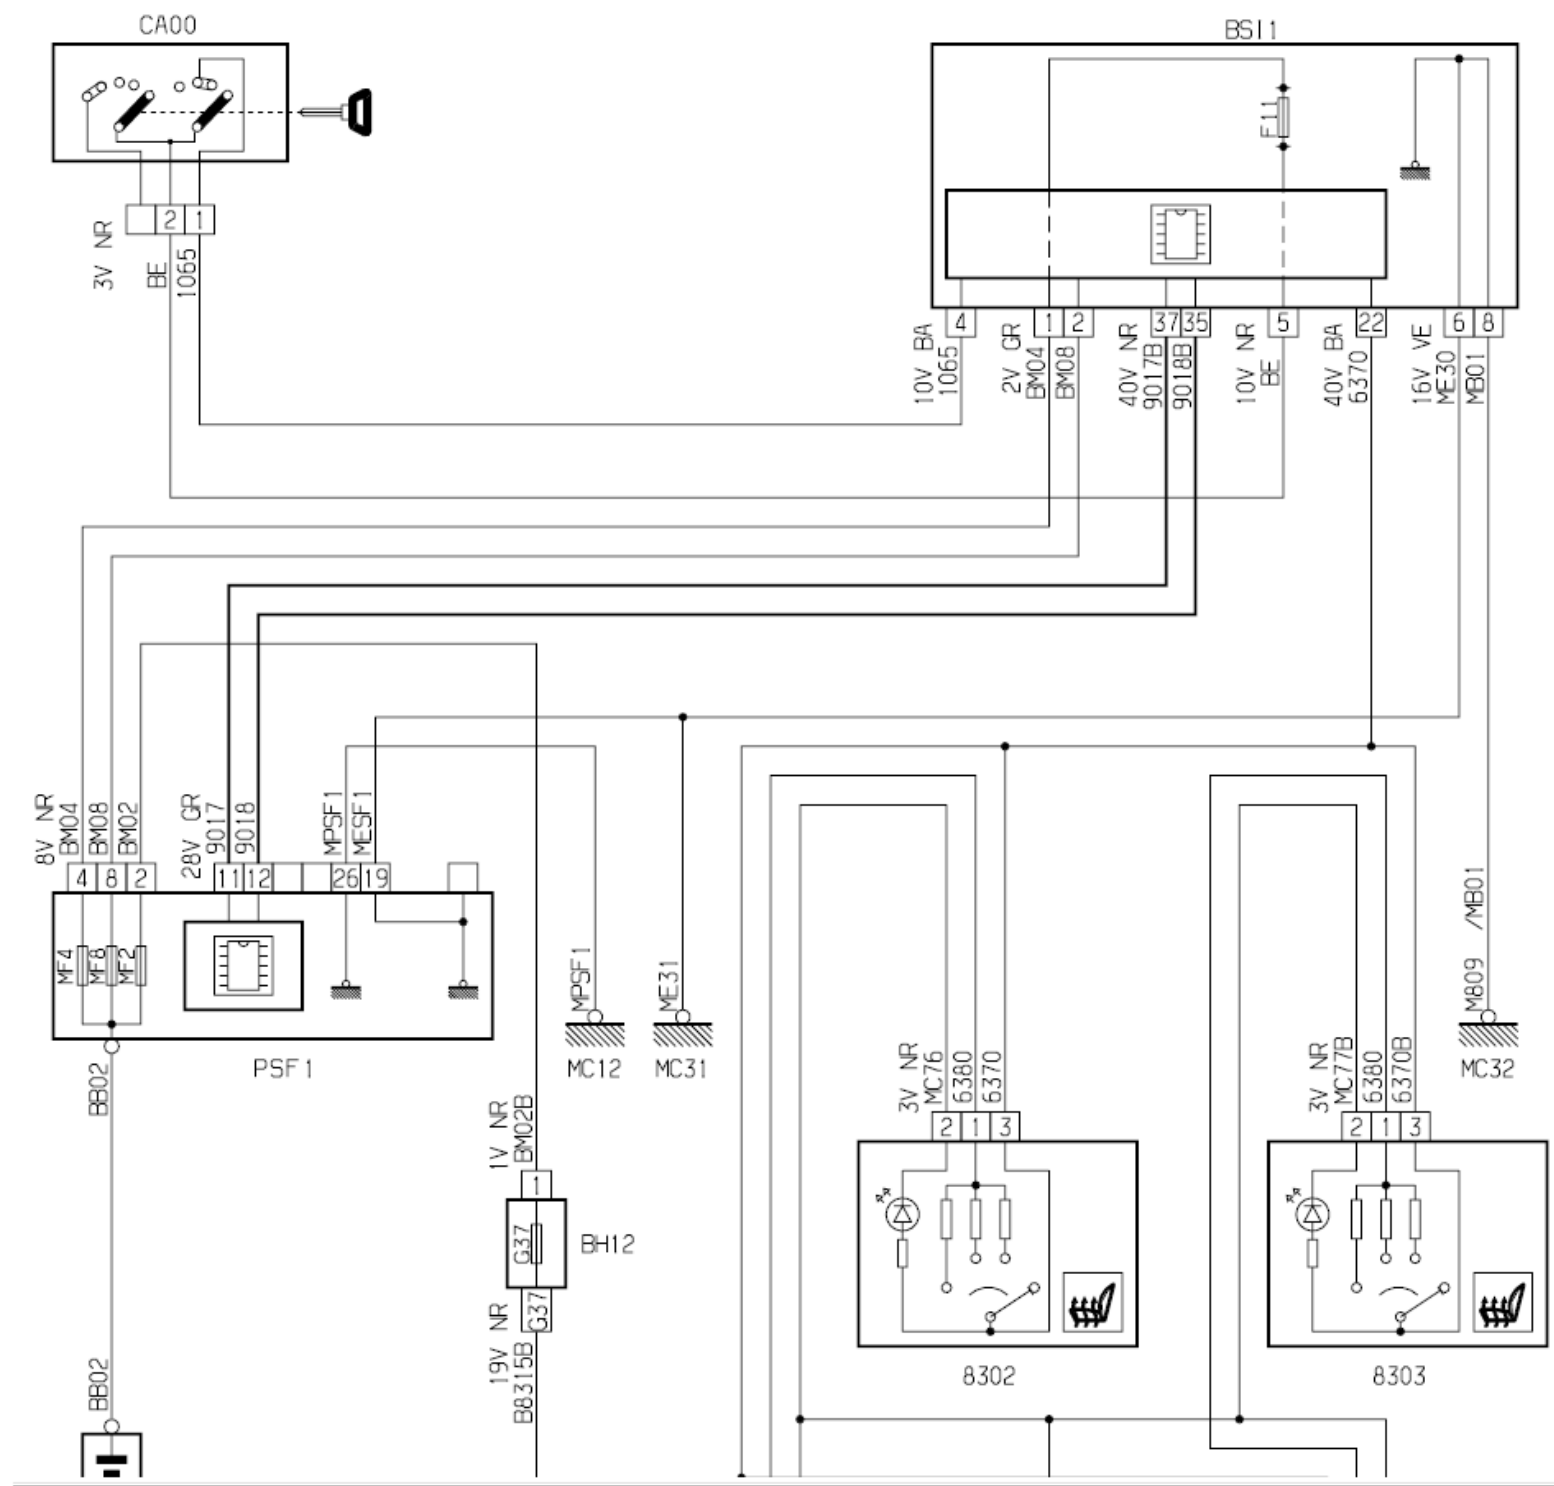 CA00
BSI1
F11
2
1
3V NR
BE
1065
4
1
2
37
35
5
22
6
8
10V BA
1065
2V GR
BM04
BM08
40V NR
9017B
9018B
10V NR
BE
40V BA
6370
16V VE
ME30
MB01
8V NR
BM04
BM08
BM02
28V GR
9017
9018
MPSF1
MESF1
4
8
2
11
12
26
19
MF4
MF8
MF2
PSF1
MPSF1
MC12
ME31
MC31
M809 /MB01
MC32
BB02
BB02
1V NR
BM02B
1
G37
BH12
G37
19V NR
B8315B
3V NR
MC76
6380
6370
2
1
3
8302
3V NR
MC77B
6380
6370B
2
1
3
8303